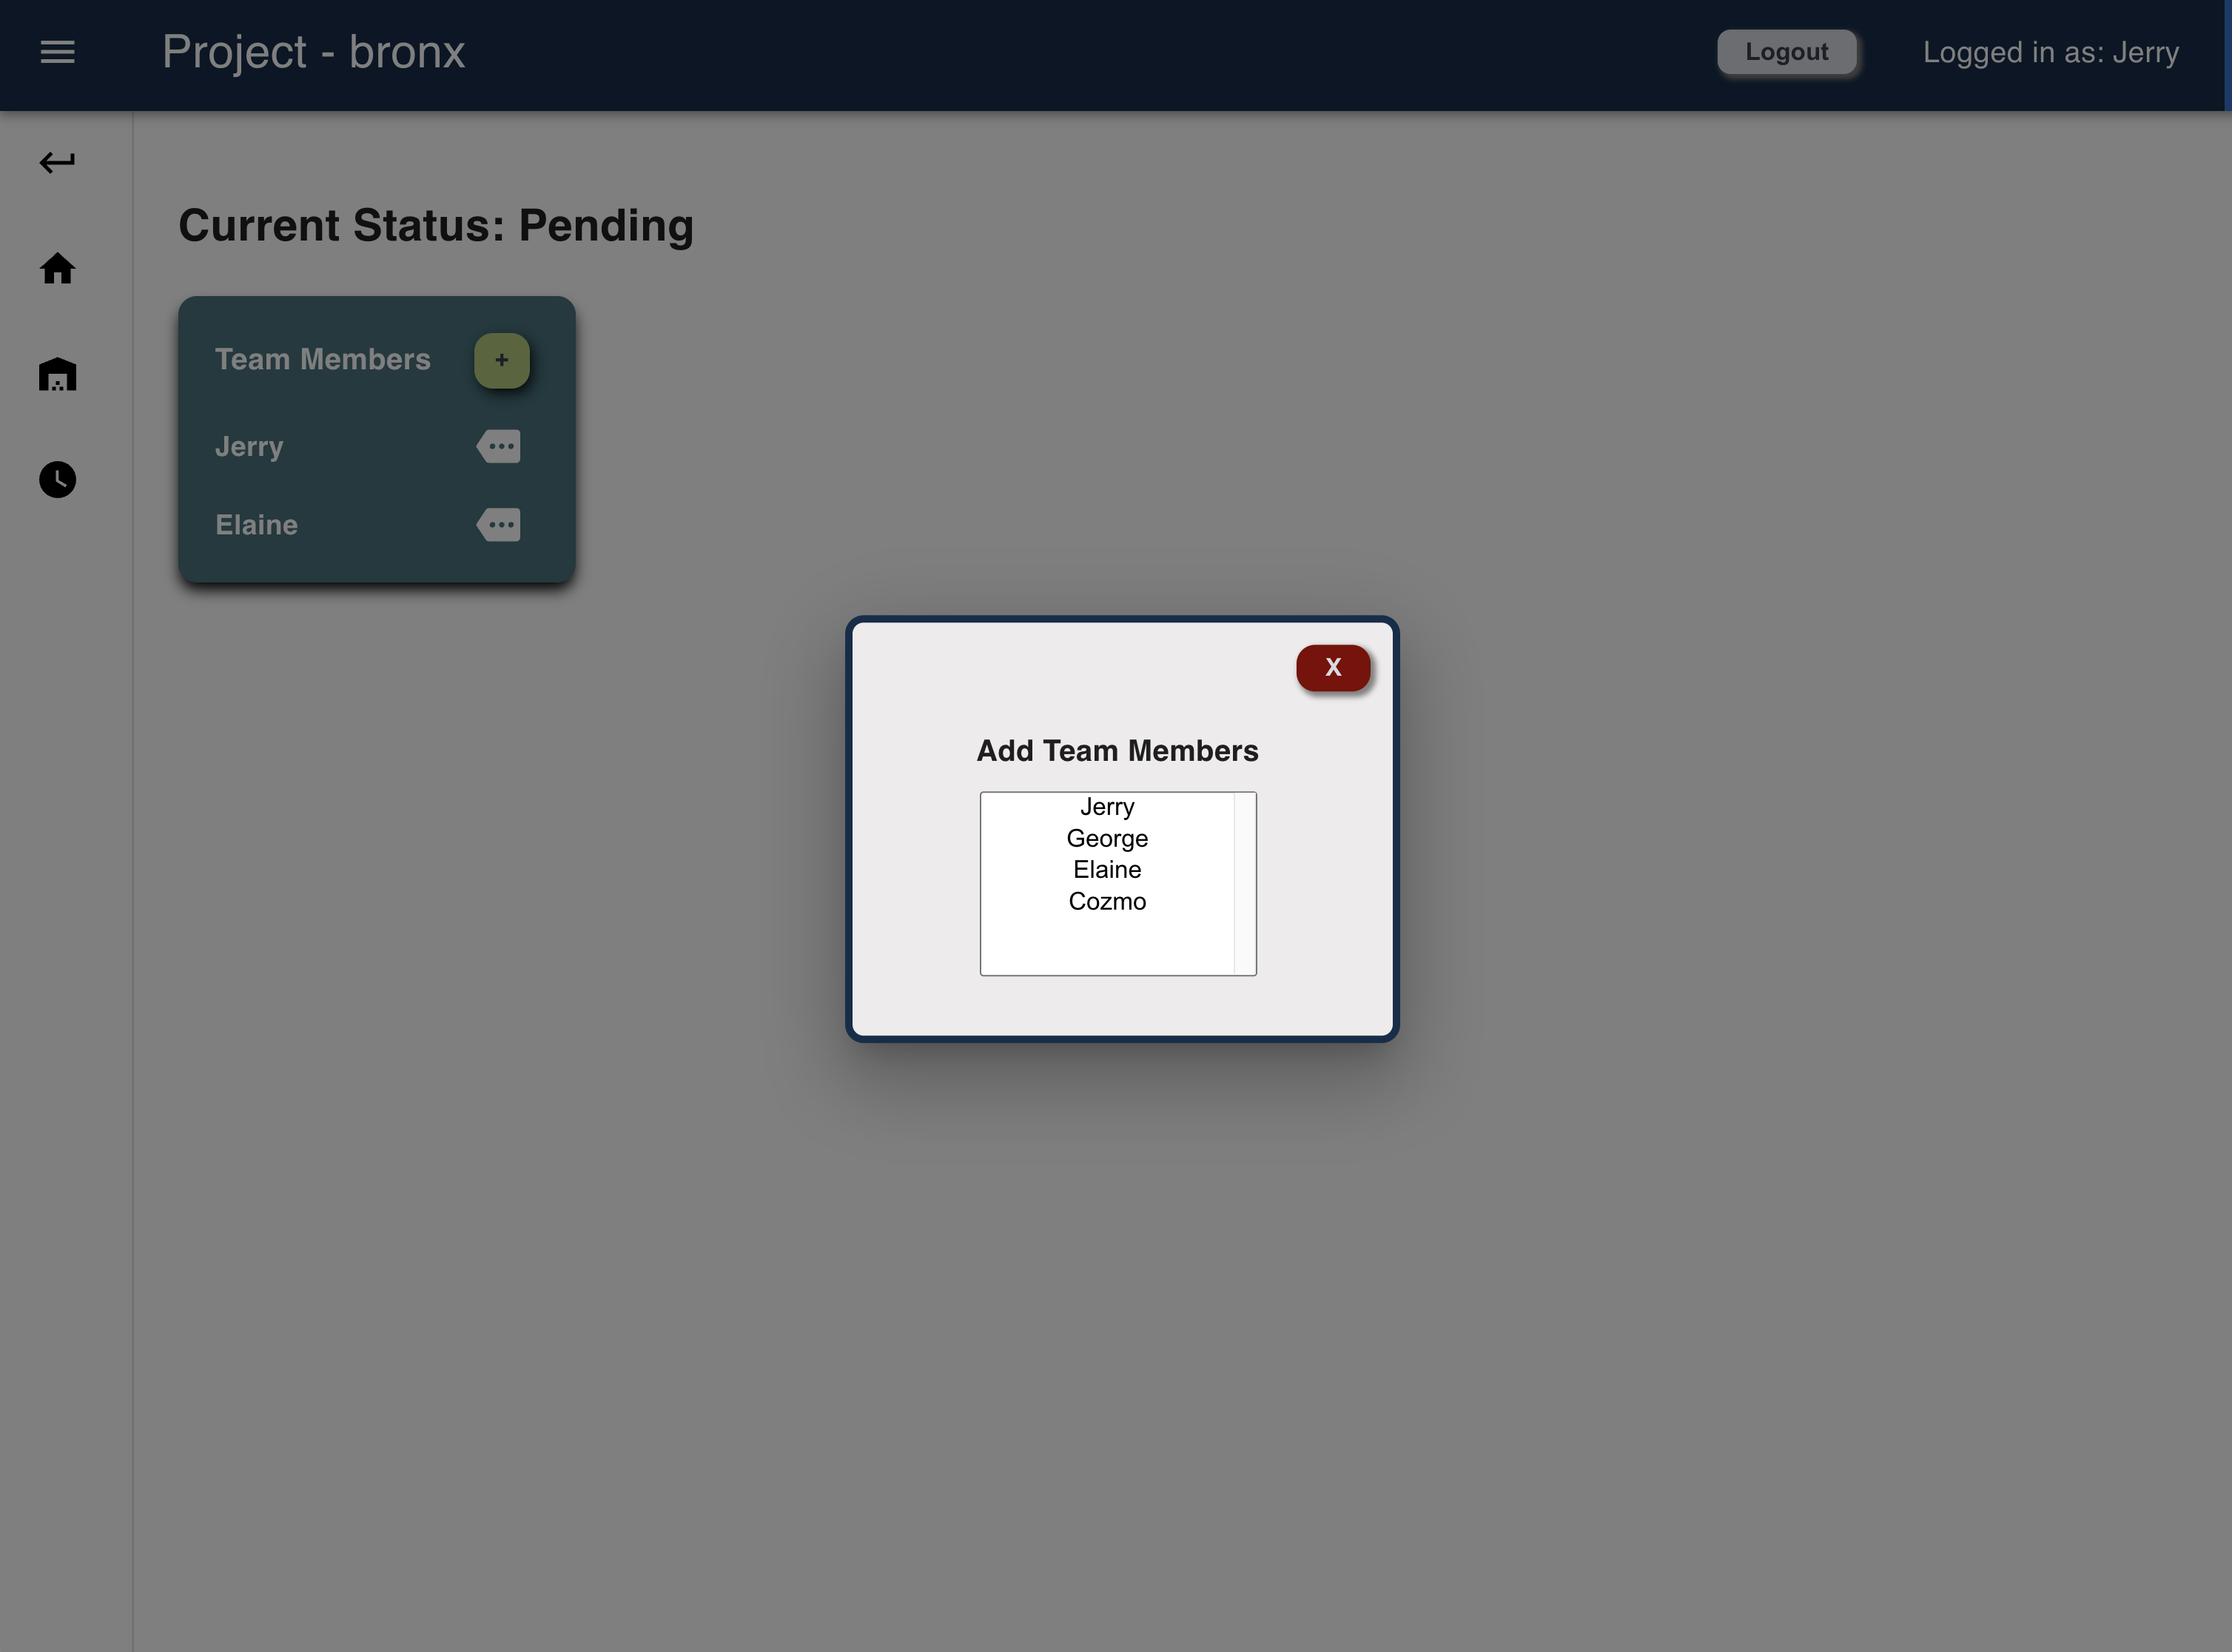 Project - bronx
Logout
Logged in as: Jerry
Current Status: Pending
Team Members
+
Jerry
Elaine
X
Add Team Members
Jerry
George
Elaine
Cozmo